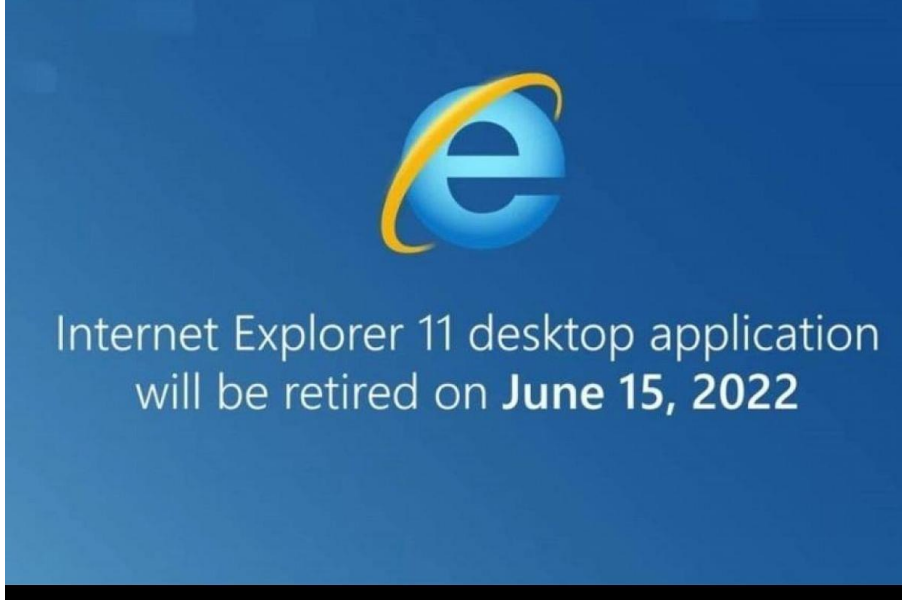 Internet Explorer 11 desktop application
will be retired on June 15, 2022